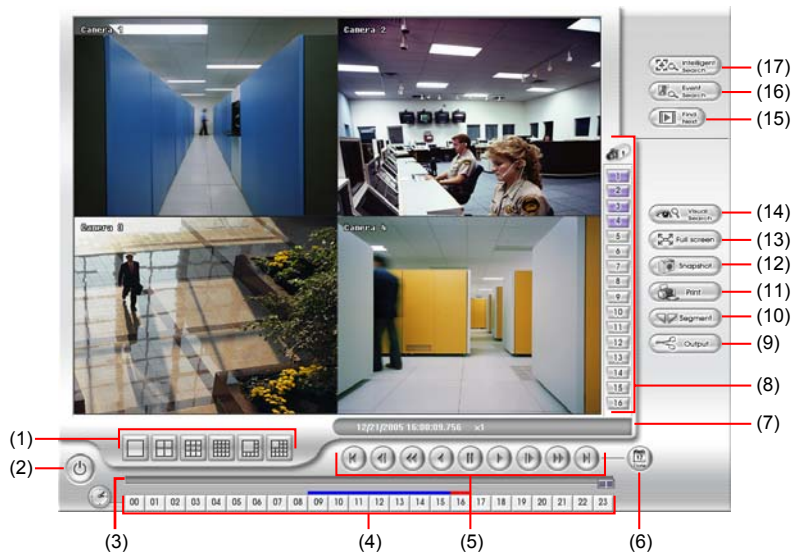 Camera 1
Camera 2
Camera 3
Camera 4
Intelligent Search
(17)
Event Search
(16)
Find Next
(15)
1
1
2
3
4
5
6
7
8
9
10
11
12
13
14
15
16
Visual Search
(14)
Full screen
(13)
Snapshot
(12)
Print
(11)
Segment
(10)
Output
(9)
(8)
(7)
12/21/2005 16:00:09.756 x1
(1)
(2)
17
Date
00 01 02 03 04 05 06 07 08 09 10 11 12 13 14 15 16 17 18 19 20 21 22 23
(3)
(4)
(5)
(6)